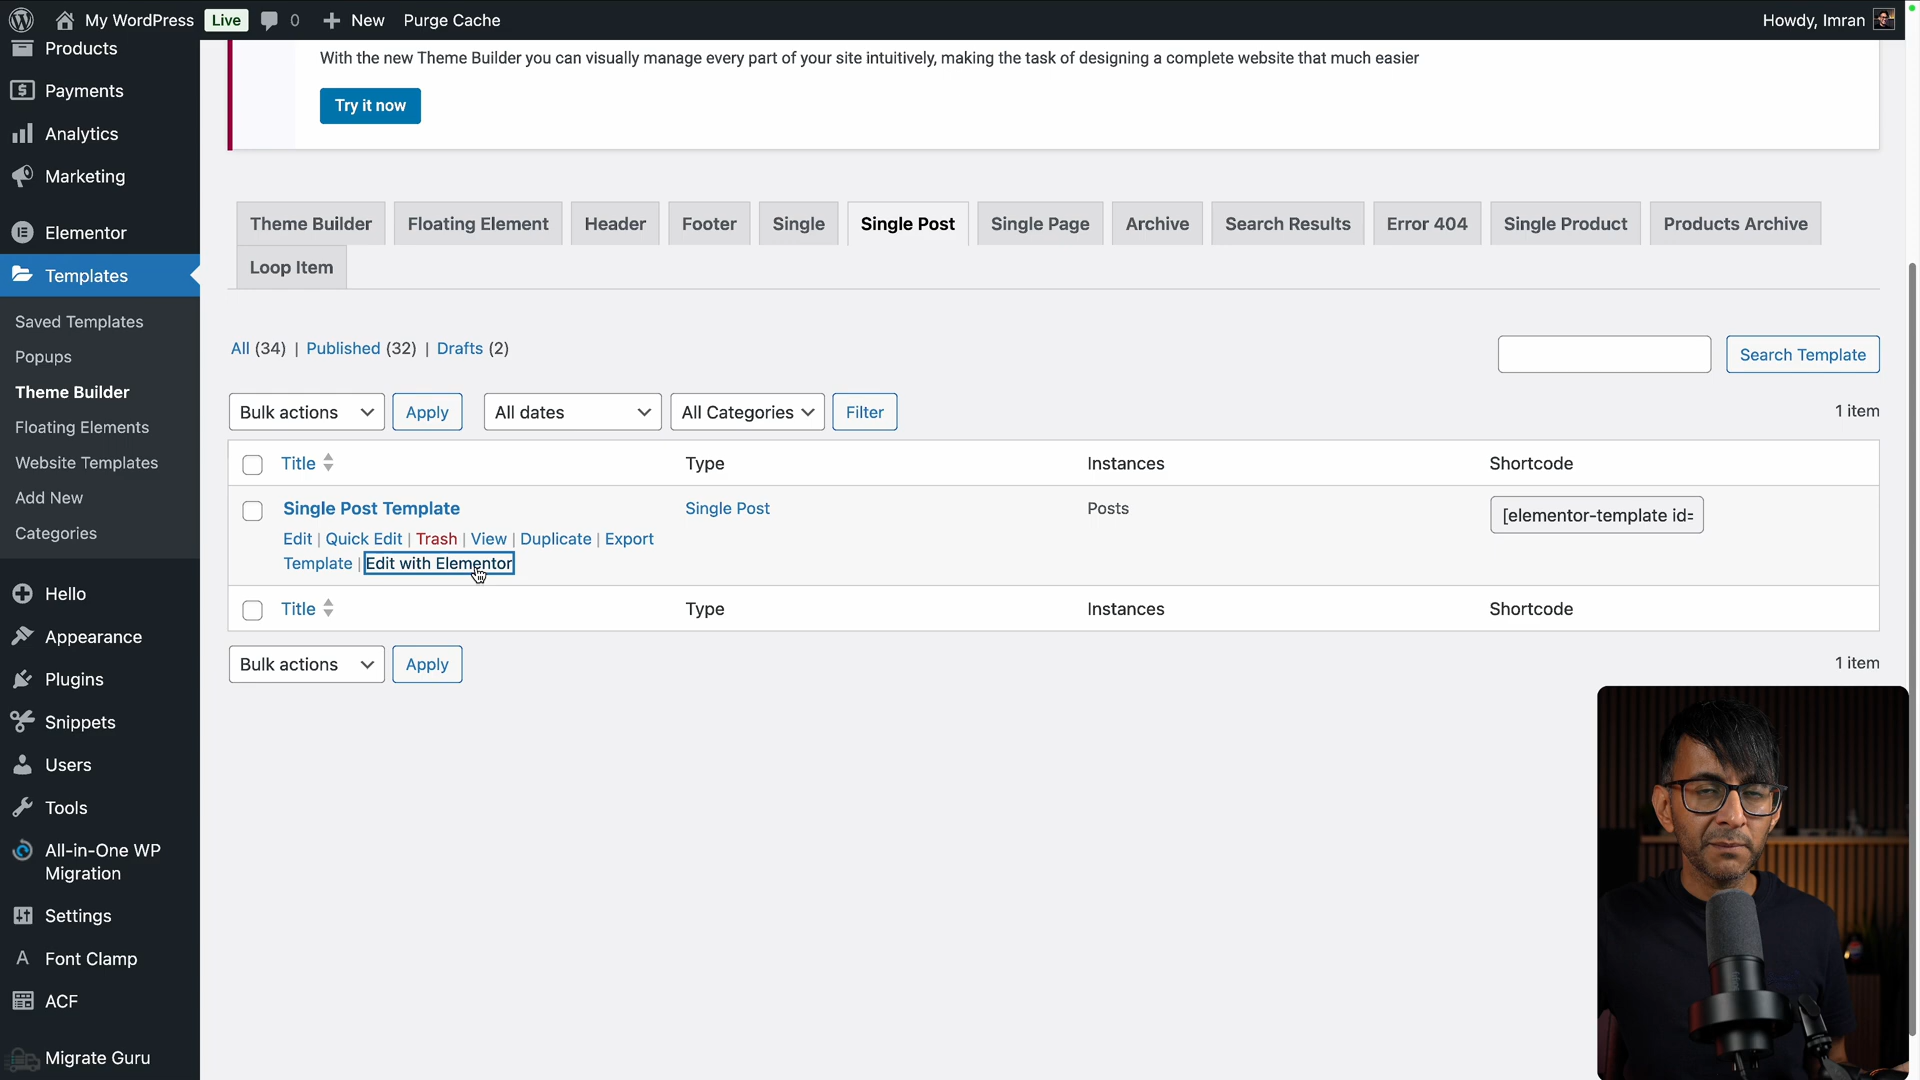 My WordPress Live 0 New Purge Cache Howdy, Imran
Products
Payments
Analytics
Marketing
Elementor
Templates
Saved Templates
Popups
Theme Builder
Floating Elements
Website Templates
Add New
Categories
Hello
Appearance
Plugins
Snippets
Users
Tools
All-in-One WP
Migration
Settings
Font Clamp
ACF
Migrate Guru
With the new Theme Builder you can visually manage every part of your site intuitively, making the task of designing a complete website that much easier
Try it now
Theme Builder Floating Element Header Footer Single Single Post Single Page Archive Search Results Error 404 Single Product Products Archive
Loop Item
All (34) | Published (32) | Drafts (2)
Search Template
Bulk actions Apply All dates All Categories Filter 1 item
Title Type Instances Shortcode
Single Post Template Single Post Posts [elementor-template id=
Edit | Quick Edit | Trash | View | Duplicate | Export
Template | Edit with Elementor
Title Type Instances Shortcode
Bulk actions Apply 1 item